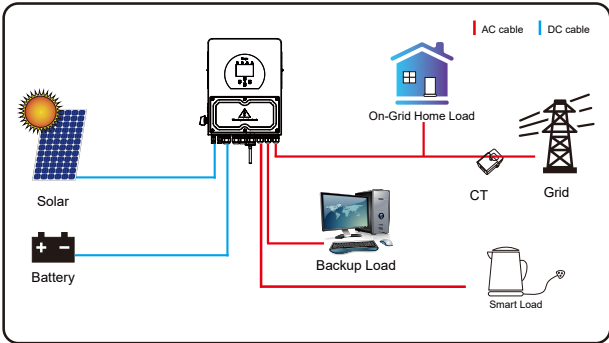 AC cable
DC cable
On-Grid Home Load
Solar
CT
Grid
Battery
Backup Load
Smart Load